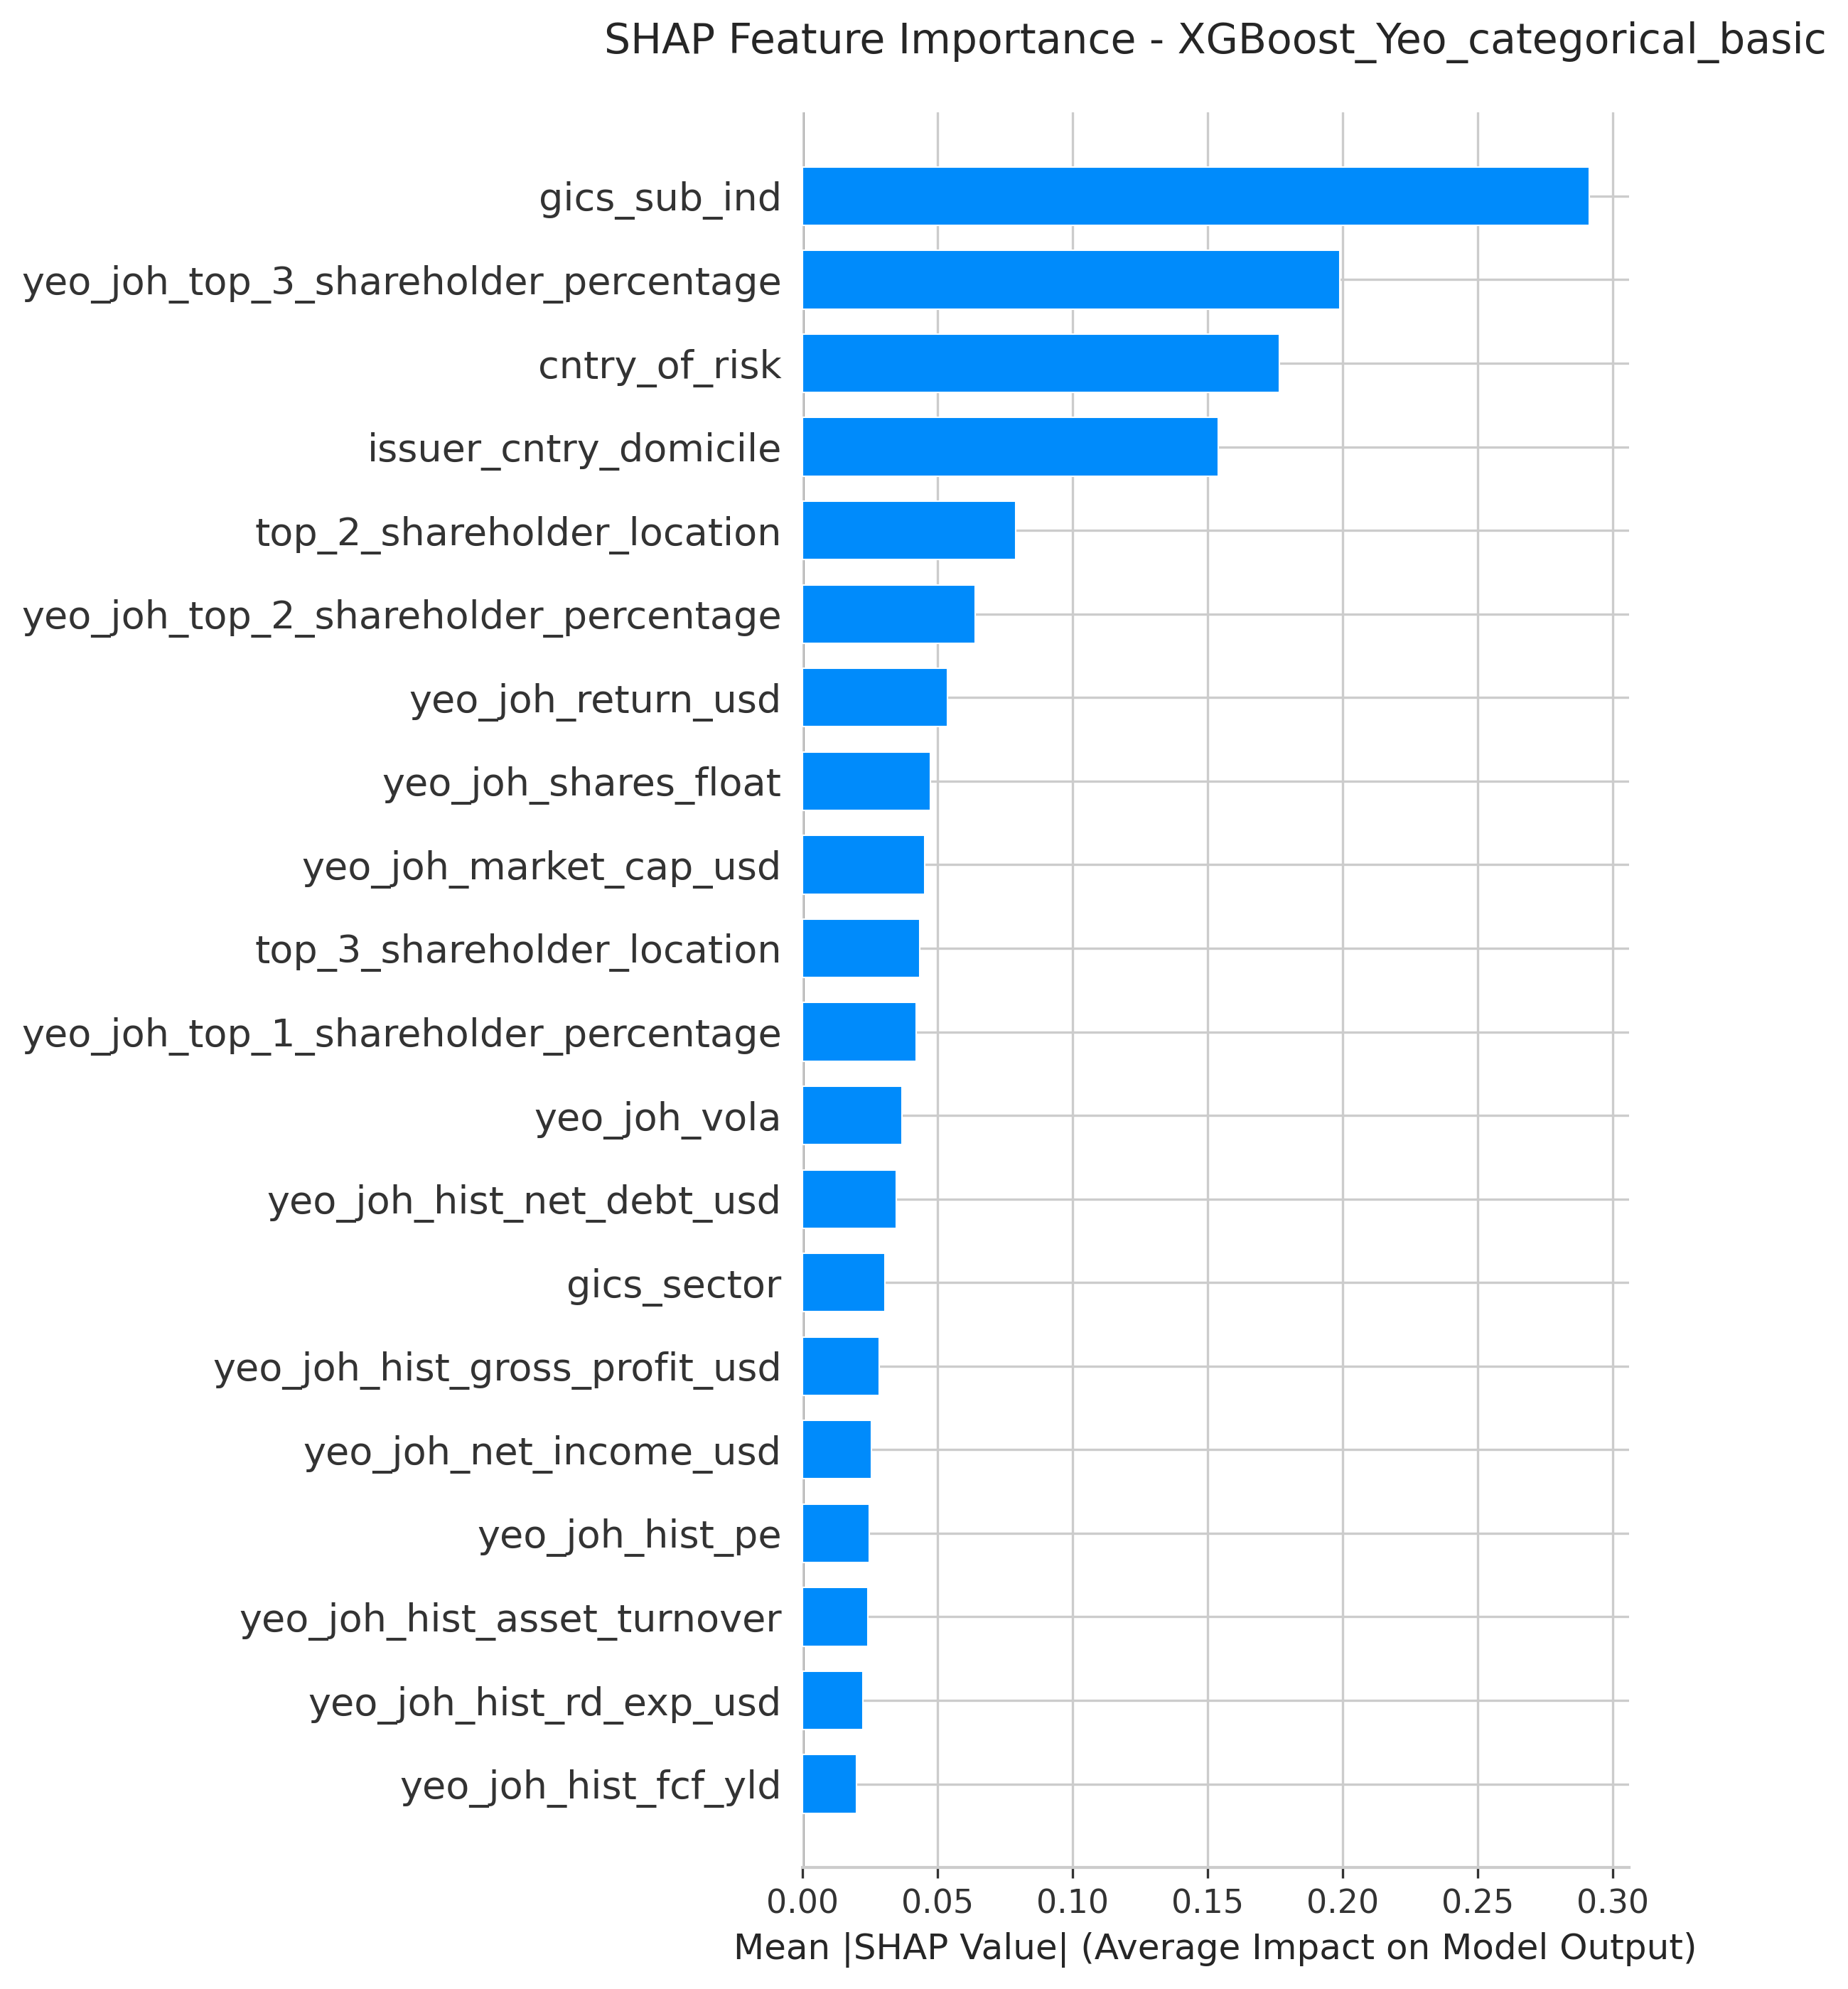 SHAP Feature Importance - XGBoost_Yeo_categorical_basic
gics_sub_ind
yeo_joh_top_3_shareholder_percentage
cntry_of_risk
issuer_cntry_domicile
top_2_shareholder_location
yeo_joh_top_2_shareholder_percentage
yeo_joh_return_usd
yeo_joh_shares_float
yeo_joh_market_cap_usd
top_3_shareholder_location
yeo_joh_top_1_shareholder_percentage
yeo_joh_vola
yeo_joh_hist_net_debt_usd
gics_sector
yeo_joh_hist_gross_profit_usd
yeo_joh_net_income_usd
yeo_joh_hist_pe
yeo_joh_hist_asset_turnover
yeo_joh_hist_rd_exp_usd
yeo_joh_hist_fcf_yld
0.00 0.05 0.10 0.15 0.20 0.25 0.30
Mean |SHAP Value| (Average Impact on Model Output)